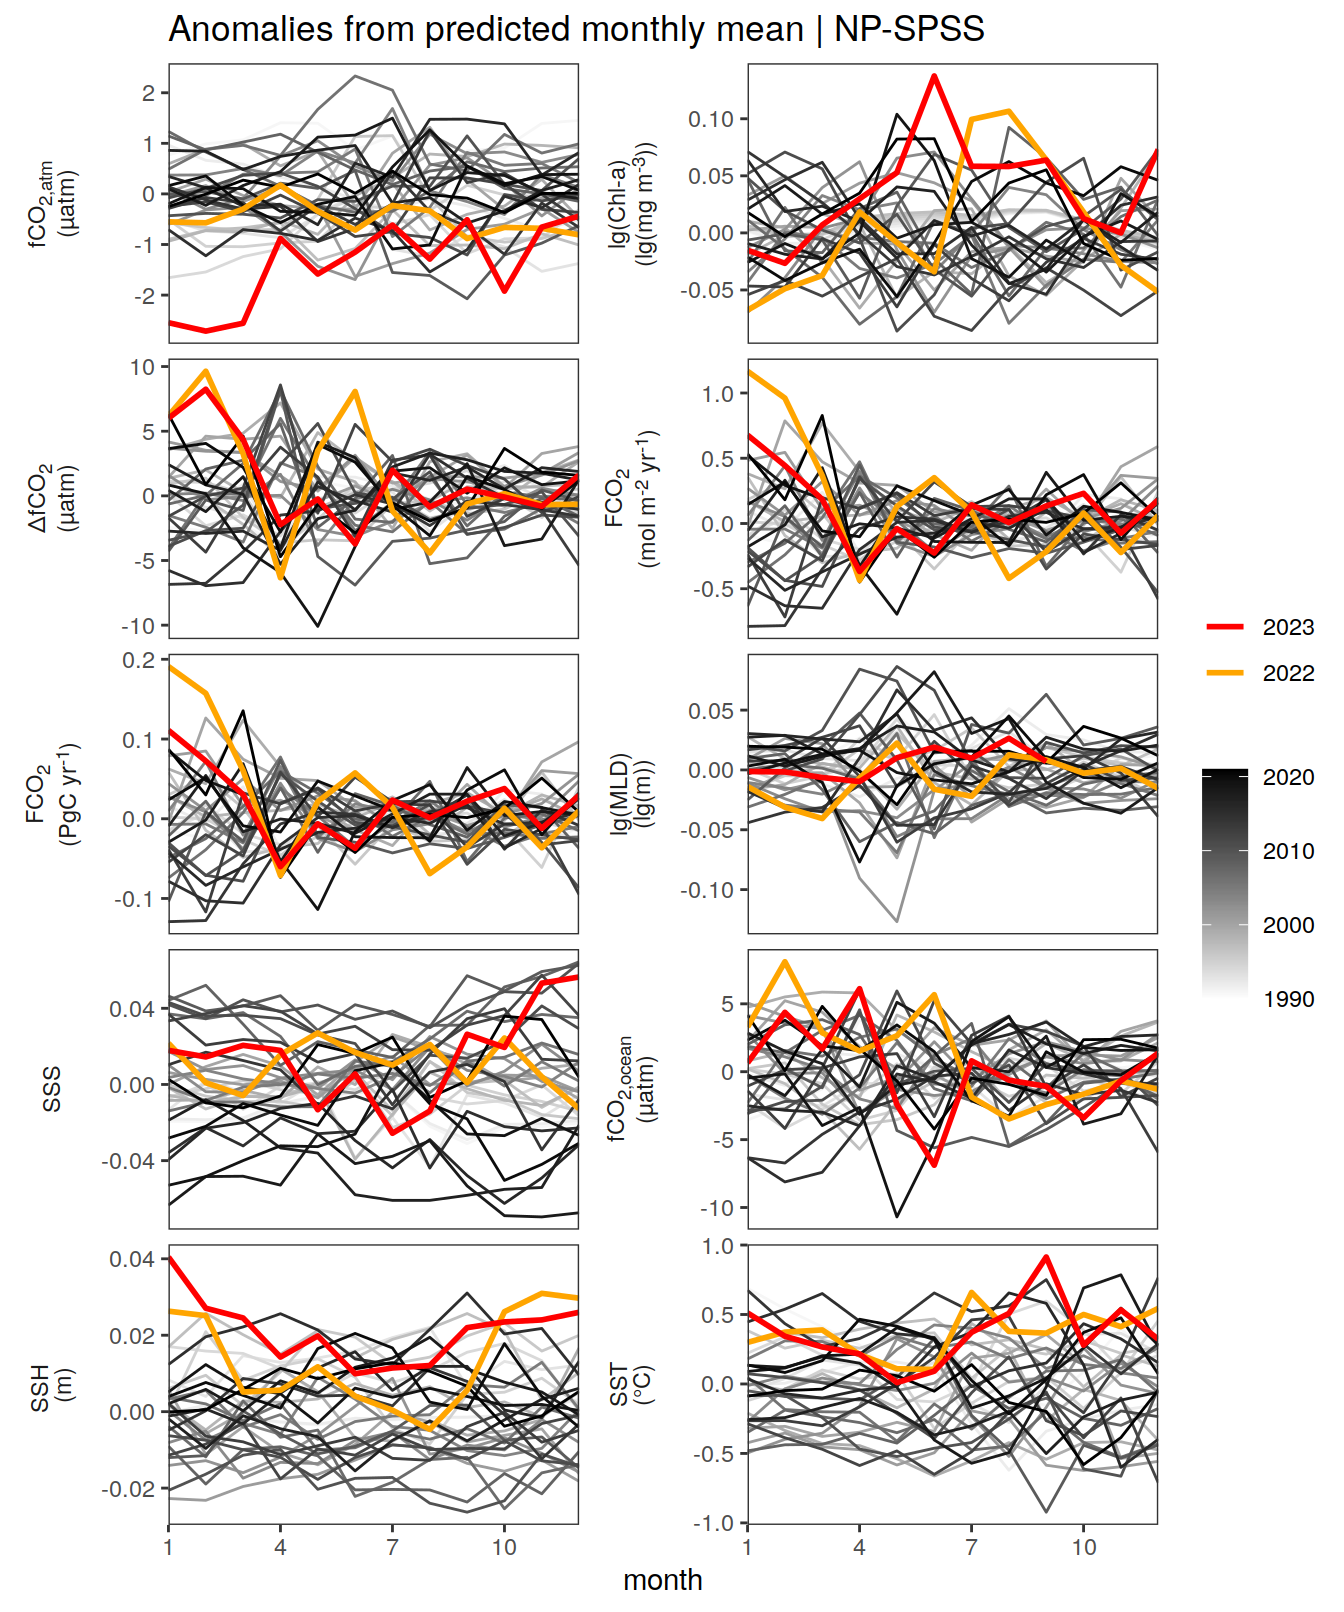 Anomalies from predicted monthly mean | NP-SPSS
fCO2,atm
(µatm)
2
1
0
-1
-2
lg(Chl-a)
(lg(mg m-3))
0.10
0.05
0.00
-0.05
ΔfCO2
(µatm)
10
5
0
-5
-10
FCO2
(mol m-2 yr-1)
1.0
0.5
0.0
-0.5
FCO2
(PgC yr-1)
0.2
0.1
0.0
-0.1
lg(MLD)
(lg(m))
0.05
0.00
-0.05
-0.10
SSS
0.04
0.00
-0.04
fCO2,ocean
(µatm)
5
0
-5
-10
SSH
(m)
0.04
0.02
0.00
-0.02
SST
(°C)
1.0
0.5
0.0
-0.5
-1.0
1 4 7 10
1 4 7 10
month
2023
2022
2020
2010
2000
1990